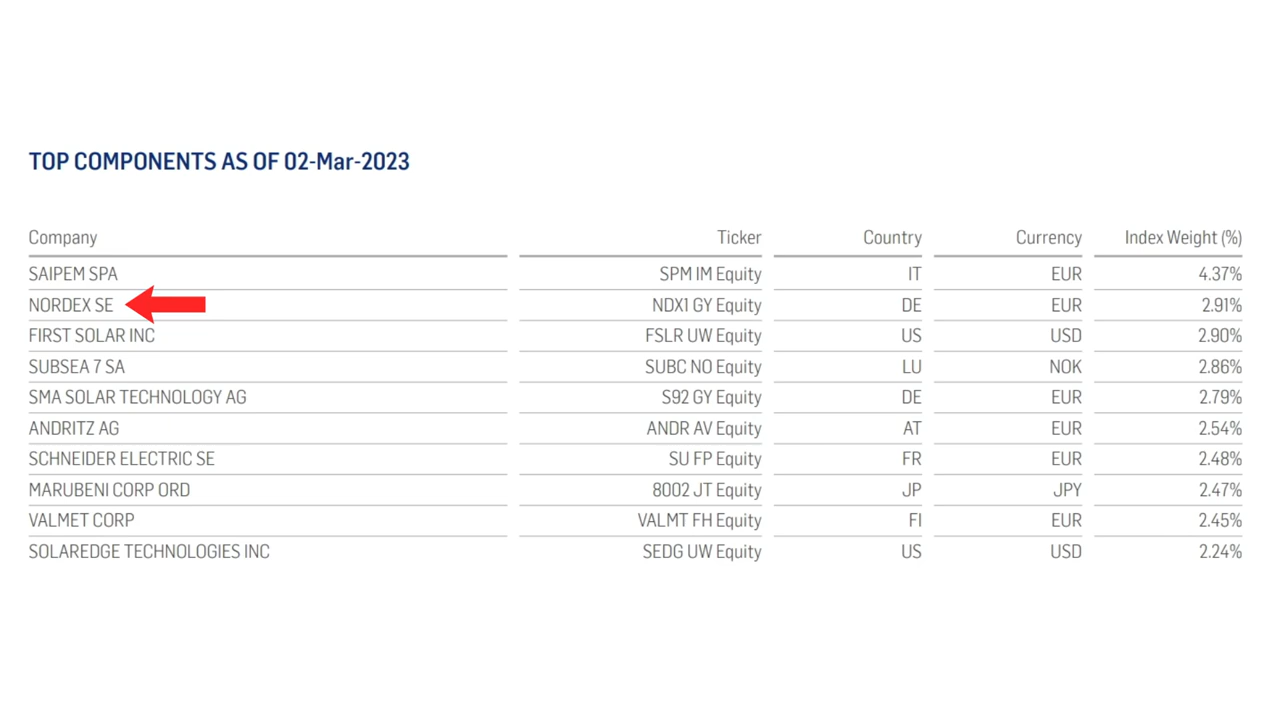 TOP COMPONENTS AS OF 02-Mar-2023
Company Ticker Country Currency Index Weight (%)
SAIPEM SPA SPM IM Equity IT EUR 4.37%
NORDEX SE NDX1 GY Equity DE EUR 2.91%
FIRST SOLAR INC FSLR UW Equity US USD 2.90%
SUBSEA 7 SA SUBC NO Equity LU NOK 2.86%
SMA SOLAR TECHNOLOGY AG S92 GY Equity DE EUR 2.79%
ANDRITZ AG ANDR AV Equity AT EUR 2.54%
SCHNEIDER ELECTRIC SE SU FP Equity FR EUR 2.48%
MARUBENI CORP ORD 8002 JT Equity JP JPY 2.47%
VALMET CORP VALMT FH Equity FI EUR 2.45%
SOLAREDGE TECHNOLOGIES INC SEDG UW Equity US USD 2.24%